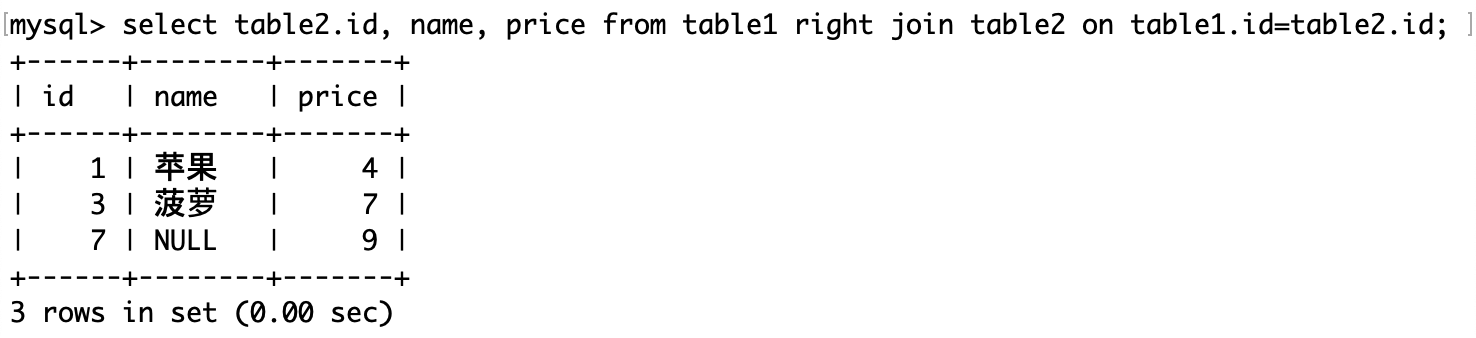 [mysql> select table2.id, name, price from table1 right join table2 on table1.id=table2.id; ]
+------+--------+-------+
| id   | name   | price |
+------+--------+-------+
|    1 | 苹果   |     4 |
|    3 | 菠萝   |     7 |
|    7 | NULL   |     9 |
+------+--------+-------+
3 rows in set (0.00 sec)